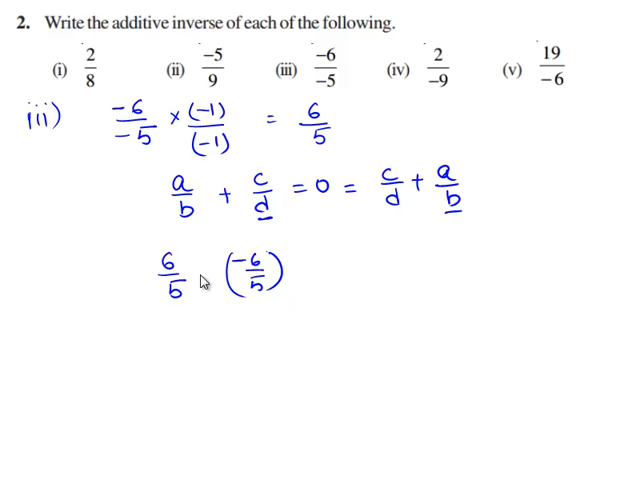 2. Write the additive inverse of each of the following.
(i) 2/8 (ii) -5/9 (iii) -6/-5 (iv) 2/-9 (v) 19/-6
iii) -6/-5 × (-1)/(-1) = 6/5
a/b + c/d = 0 = c/d + a/b
6/5 (-6/5)